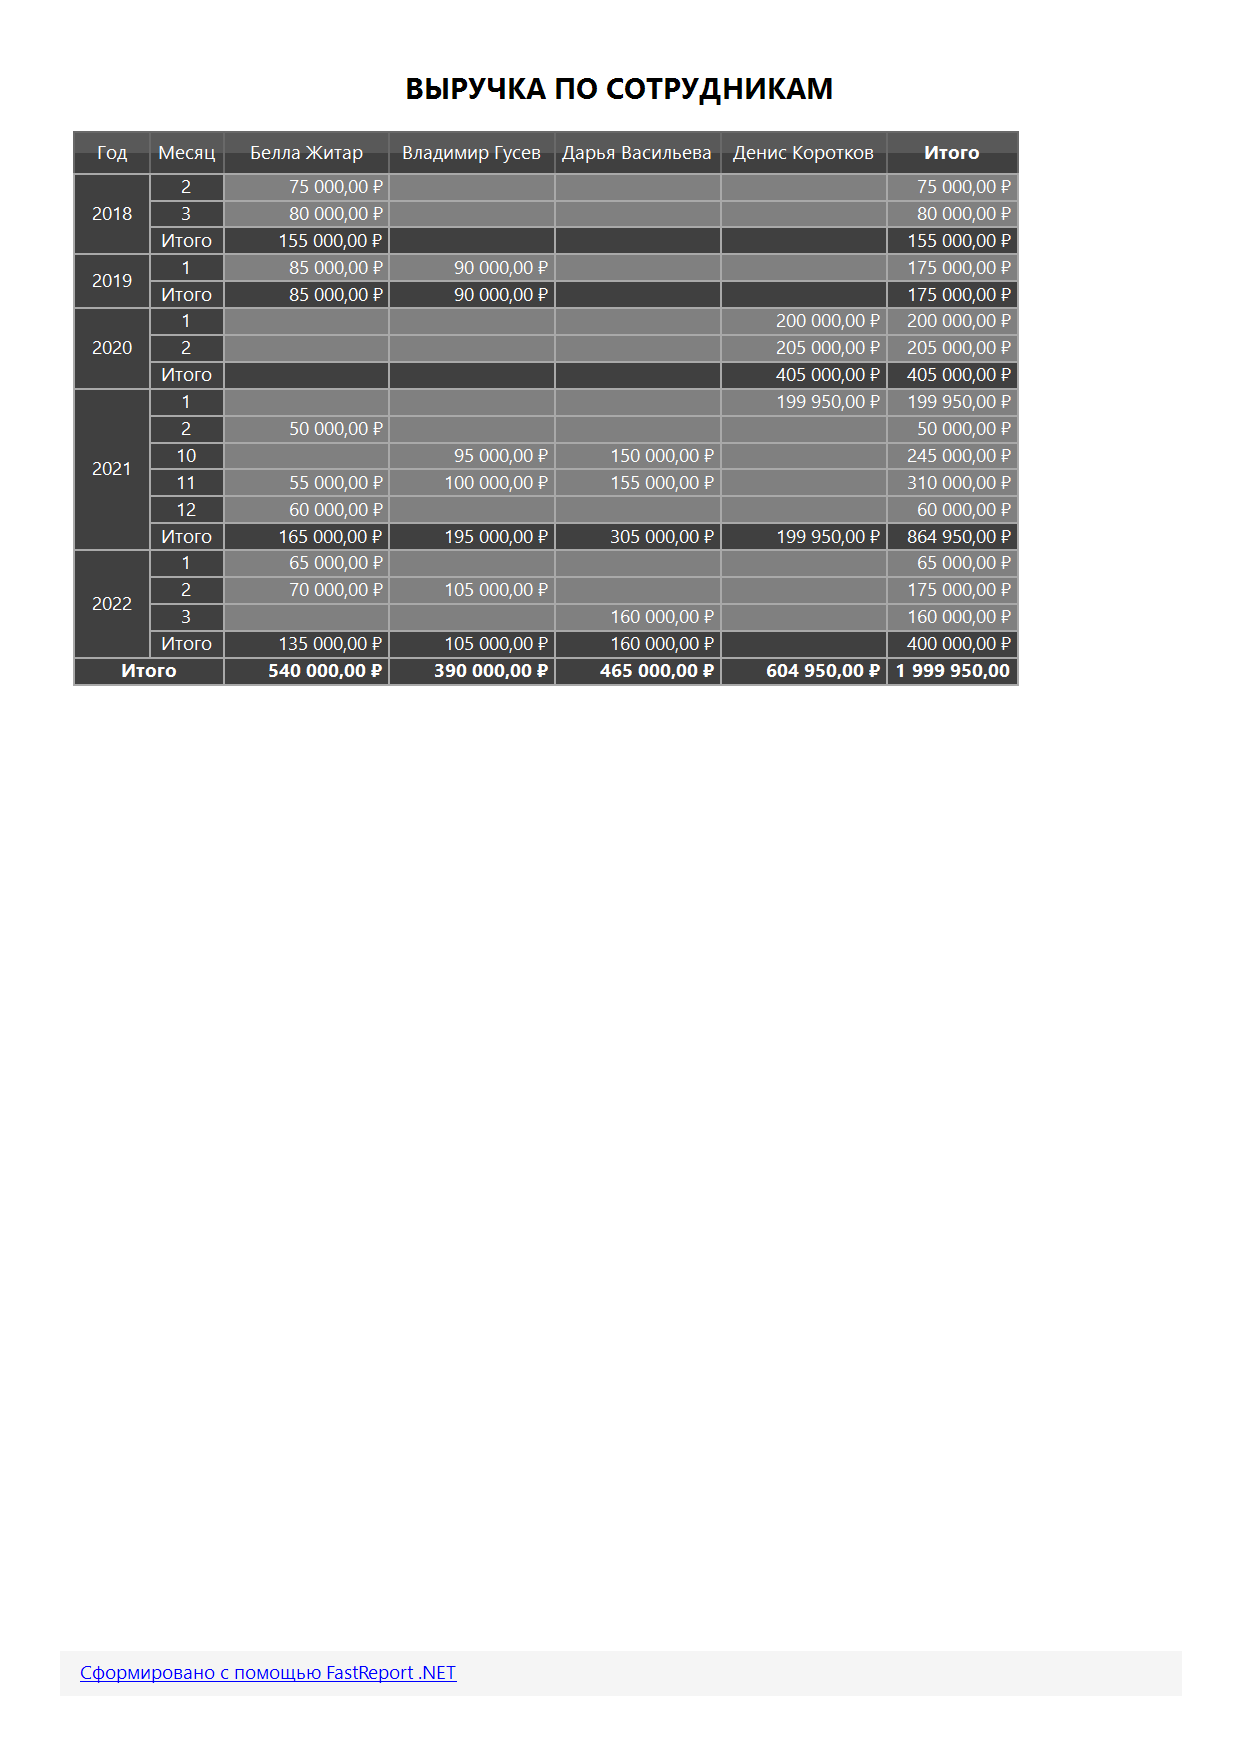 ВЫРУЧКА ПО СОТРУДНИКАМ
Год Месяц Белла Житар Владимир Гусев Дарья Васильева Денис Коротков Итого
2018 2 75 000,00 ₽ 75 000,00 ₽
3 80 000,00 ₽ 80 000,00 ₽
Итого 155 000,00 ₽ 155 000,00 ₽
2019 1 85 000,00 ₽ 90 000,00 ₽ 175 000,00 ₽
Итого 85 000,00 ₽ 90 000,00 ₽ 175 000,00 ₽
2020 1 200 000,00 ₽ 200 000,00 ₽
2 205 000,00 ₽ 205 000,00 ₽
Итого 405 000,00 ₽ 405 000,00 ₽
2021 1 199 950,00 ₽ 199 950,00 ₽
2 50 000,00 ₽ 50 000,00 ₽
10 95 000,00 ₽ 150 000,00 ₽ 245 000,00 ₽
11 55 000,00 ₽ 100 000,00 ₽ 155 000,00 ₽ 310 000,00 ₽
12 60 000,00 ₽ 60 000,00 ₽
Итого 165 000,00 ₽ 195 000,00 ₽ 305 000,00 ₽ 199 950,00 ₽ 864 950,00 ₽
2022 1 65 000,00 ₽ 65 000,00 ₽
2 70 000,00 ₽ 105 000,00 ₽ 175 000,00 ₽
3 160 000,00 ₽ 160 000,00 ₽
Итого 135 000,00 ₽ 105 000,00 ₽ 160 000,00 ₽ 400 000,00 ₽
Итого 540 000,00 ₽ 390 000,00 ₽ 465 000,00 ₽ 604 950,00 ₽ 1 999 950,00
Сформировано с помощью FastReport .NET